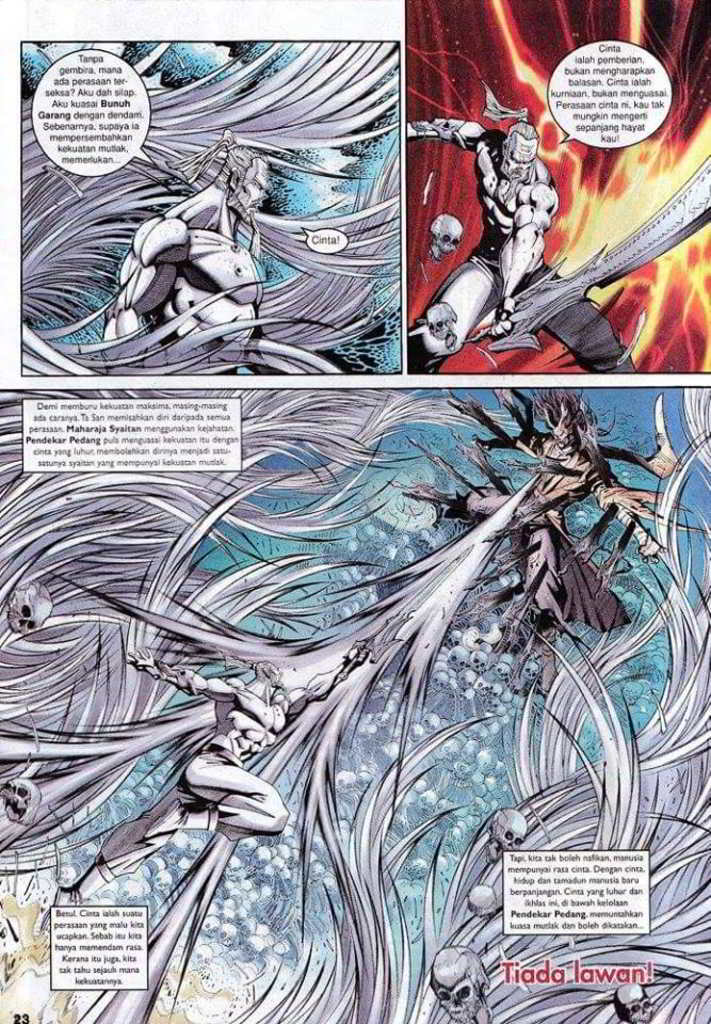 Tanpa
gembira, mana
ada perasaan ter-
seksa? Aku dah silap.
Aku kuasai Bunuh
Garang dengan dendam.
Sebenarnya, supaya ia
mempersembahkan
kekuatan mutlak,
memerlukan...
Cinta!
Cinta
ialah pemberian,
bukan mengharapkan
balasan. Cinta ialah
kurniaan, bukan menguasai.
Perasaan cinta ni, kau tak
mungkin mengerti
sepanjang hayat
kau!
Demi memburu kekuatan maksima, masing-masing
ada caranya. Ta San memisahkan diri daripada semua
perasaan. Maharaja Syaitan menggunakan kejahatan.
Pendekar Pedang pula menguasai kekuatan itu dengan
cinta yang luhur, membolehkan dirinya menjadi satu-
satunya syaitan yang mempunyai kekuatan mutlak.
Betul. Cinta ialah suatu
perasaan yang malu kita
ucapkan. Sebab itu kita
hanya memendam rasa.
Kerana itu juga, kita
tak tahu sejauh mana
kekuatannya.
Tapi, kita tak boleh nafikan, manusia
mempunyai rasa cinta. Dengan cinta,
hidup dan tamadun manusia baru
berpanjangan. Cinta yang luhur dan
ikhlas ini, di bawah kelolaan
Pendekar Pedang, memuntahkan
kuasa mutlak dan boleh dikatakan...
Tiada lawan!
23